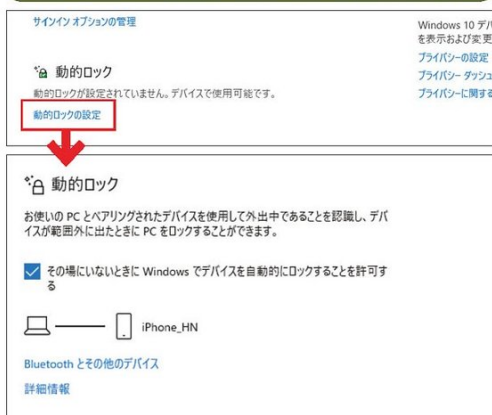 サインイン オプションの管理
動的ロック
動的ロックが設定されていません。デバイスで使用可能です。
動的ロックの設定
Windows 10 デバ
を表示および変更
プライバシーの設定
プライバシー ダッシュ
プライバシーに関する
動的ロック
お使いの PC とペアリングされたデバイスを使用して外出中であることを認識し、デバ
イスが範囲外に出たときに PC をロックすることができます。
その場にいないときに Windows でデバイスを自動的にロックすることを許可す
る
iPhone_HN
Bluetooth とその他のデバイス
詳細情報